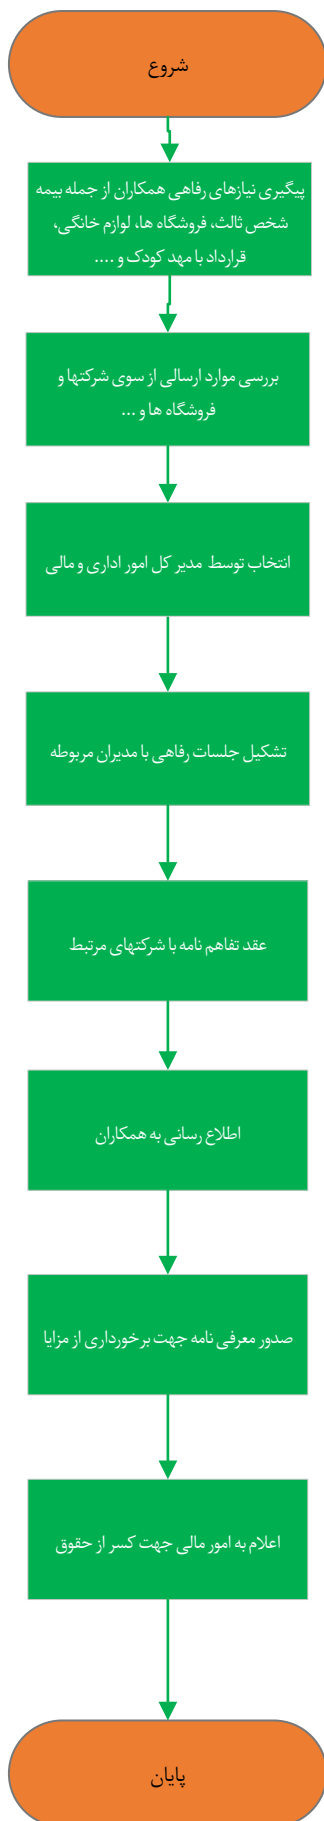 شروع
پیگیری نیازهای رفاهی همکاران از جمله بیمه
شخص ثالث، فروشگاه ها، لوازم خانگی،
قرارداد با مهد کودک و ....
بررسی موارد ارسالی از سوی شرکتها و
فروشگاه ها و ...
انتخاب توسط مدیر کل امور اداری و مالی
تشکیل جلسات رفاهی با مدیران مربوطه
عقد تفاهم نامه با شرکتهای مرتبط
اطلاع رسانی به همکاران
صدور معرفی نامه جهت برخورداری از مزایا
اعلام به امور مالی جهت کسر از حقوق
پایان